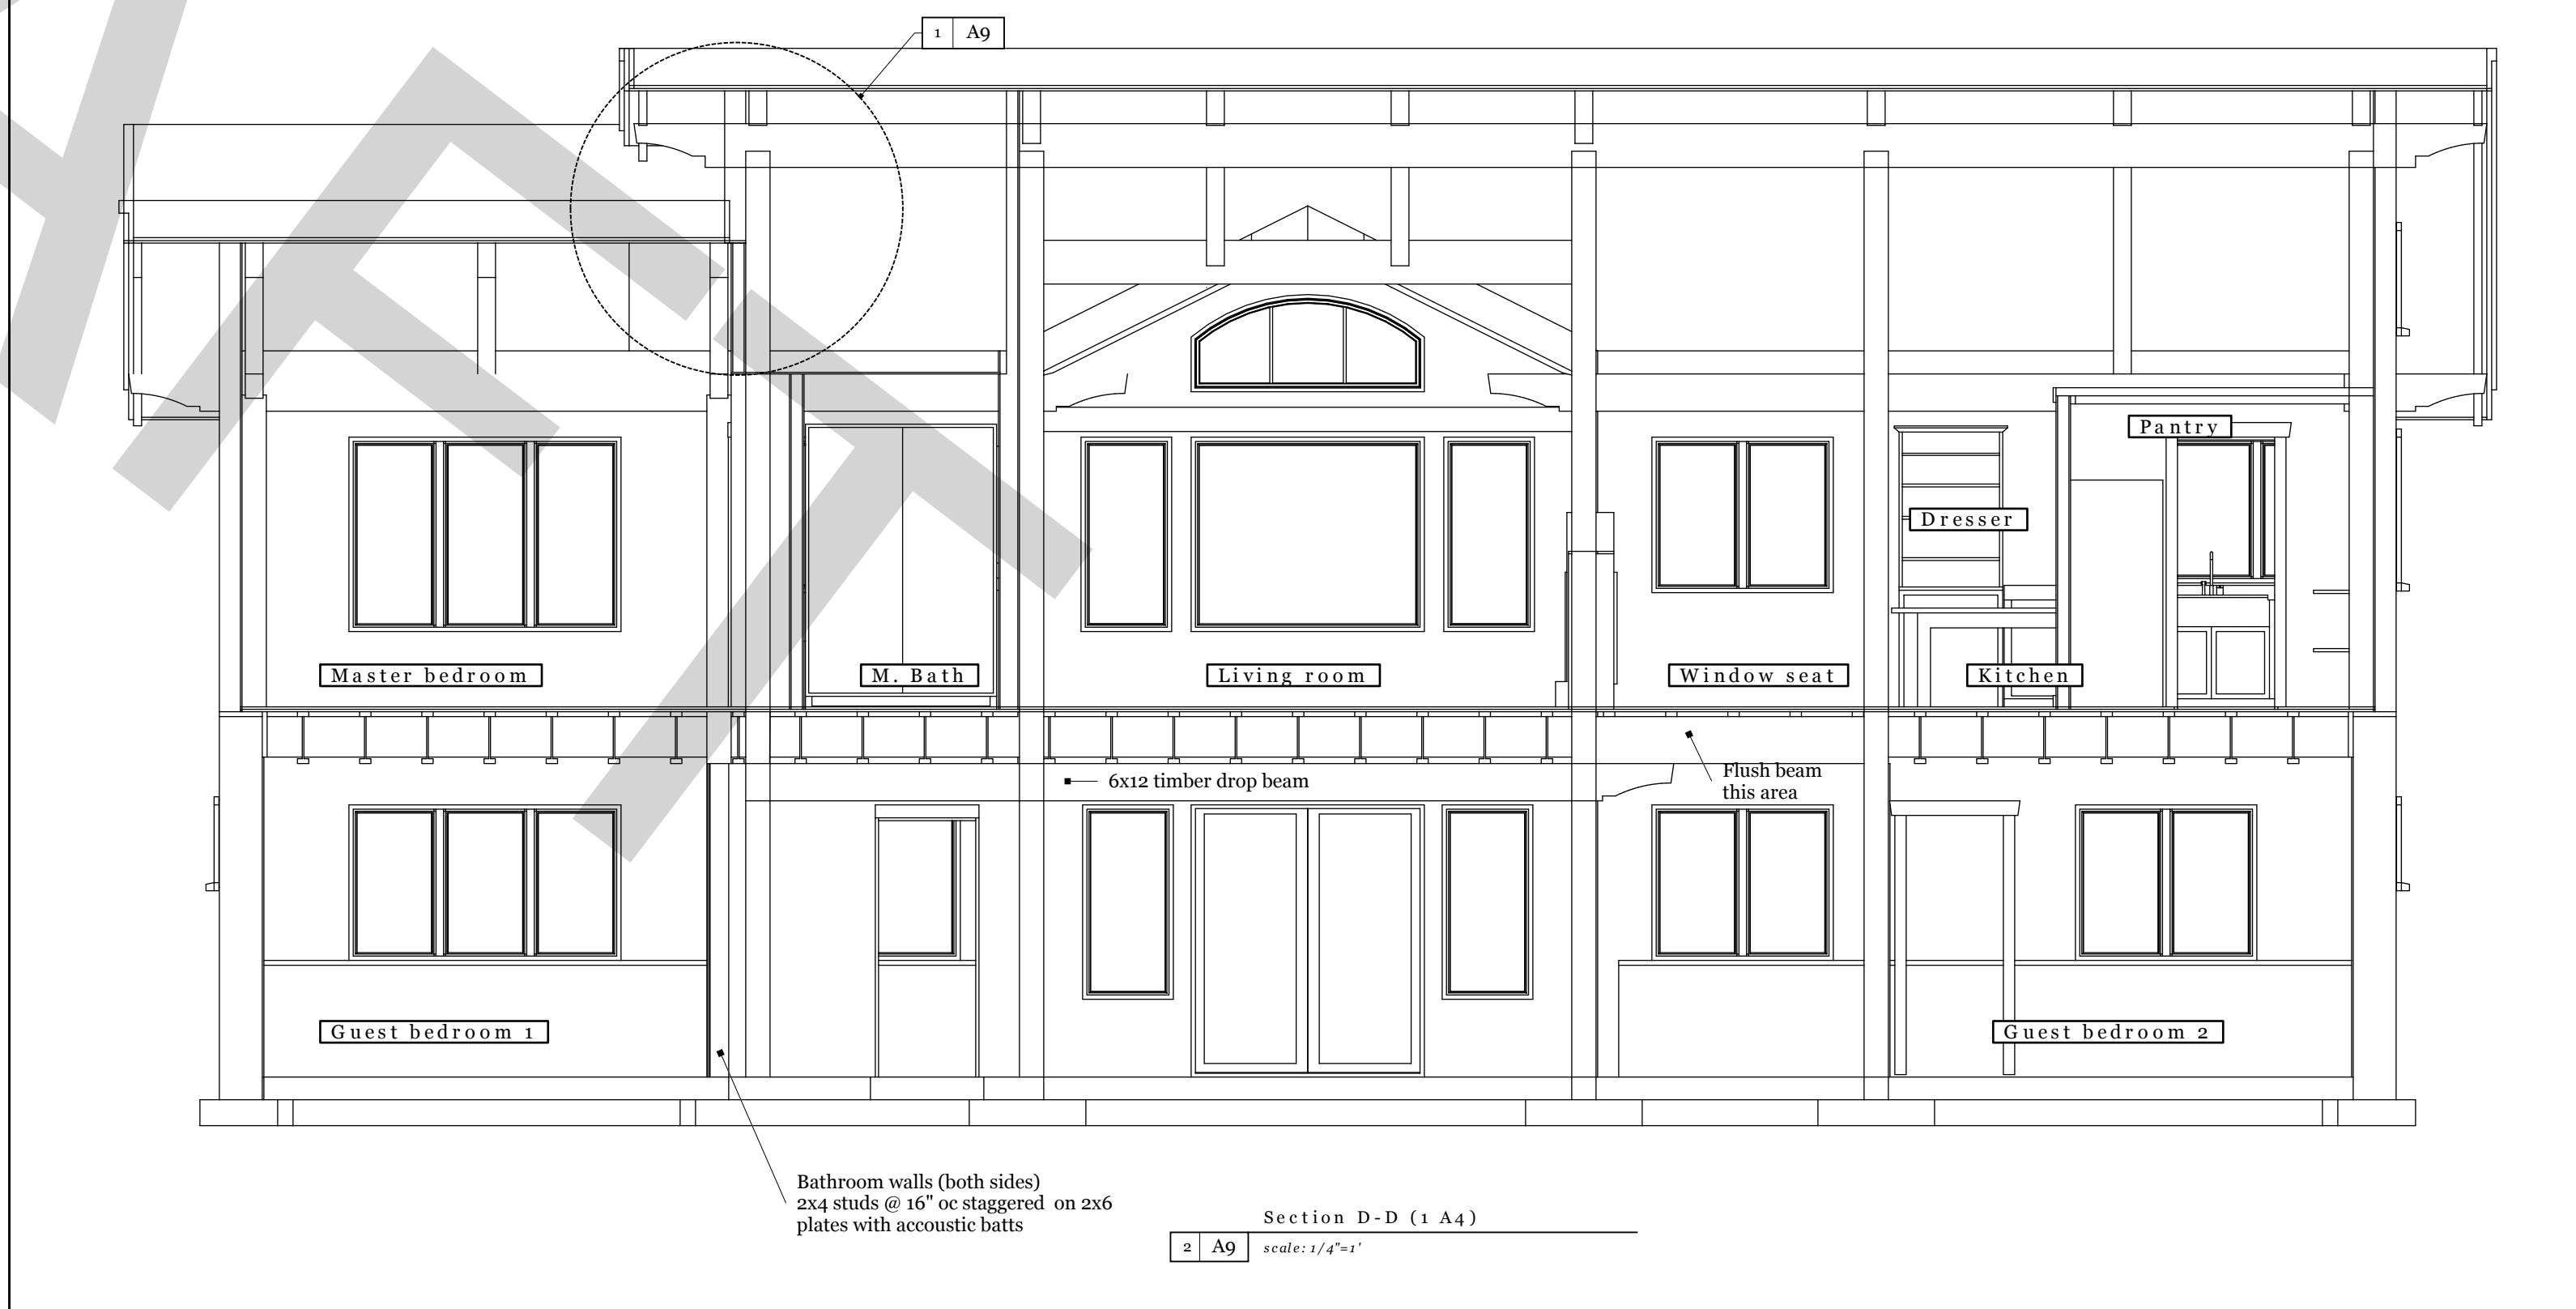 1 A9
Pantry
Dresser
Master bedroom
M. Bath
Living room
Window seat
Kitchen
6x12 timber drop beam
Flush beam
this area
Guest bedroom 1
Guest bedroom 2
Bathroom walls (both sides)
2x4 studs @ 16" oc staggered on 2x6
plates with accoustic batts
Section D-D (1 A4)
2 A9 scale: 1/4"=1'